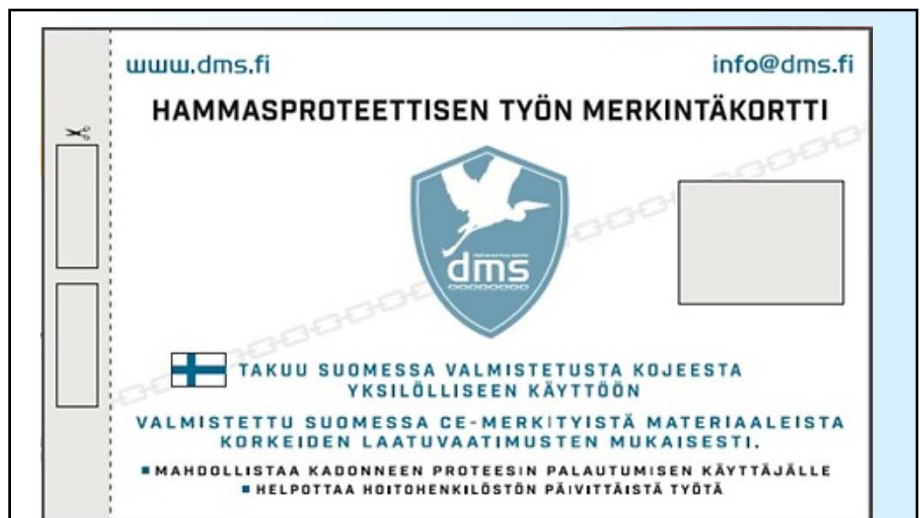 www.dms.fi
info@dms.fi
HAMMASPROTEETTISEN TYÖN MERKINTÄKORTTI
dms
TAKUU SUOMESSA VALMISTETUSTA KOJEESTA
YKSILÖLLISEEN KÄYTTÖÖN
VALMISTETTU SUOMESSA CE-MERKITYISTÄ MATERIAALEISTA
KORKEIDEN LAATUVAATIMUSTEN MUKAISESTI.
▪ MAHDOLLISTAA KADONNEEN PROTEESIN PALAUTUMISEN KÄYTTÄJÄLLE
▪ HELPOTTAA HOITOHENKILÖSTÖN PÄIVITTÄISTÄ TYÖTÄ